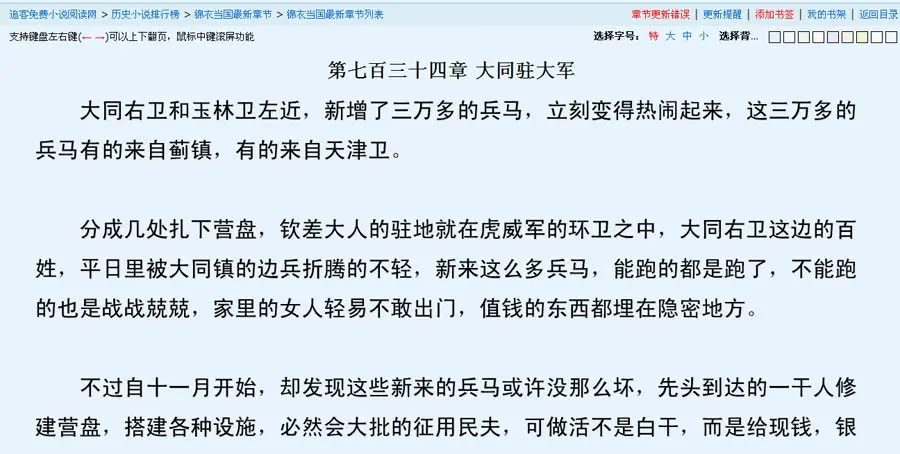 追客免费小说阅读网 > 历史小说排行榜 > 锦衣当国最新章节 > 锦衣当国最新章节列表
章节更新错误 | 更新提醒 | 添加书签 | 我的书架 | 返回目录
支持键盘左右键(← →)可以上下翻页，鼠标中键滚屏功能
选择字号： 特 大 中 小 选择背...
第七百三十四章 大同驻大军
大同右卫和玉林卫左近，新增了三万多的兵马，立刻变得热闹起来，这三万多的
兵马有的来自蓟镇，有的来自天津卫。
分成几处扎下营盘，钦差大人的驻地就在虎威军的环卫之中，大同右卫这边的百
姓，平日里被大同镇的边兵折腾的不轻，新来这么多兵马，能跑的都是跑了，不能跑
的也是战战兢兢，家里的女人轻易不敢出门，值钱的东西都埋在隐密地方。
不过自十一月开始，却发现这些新来的兵马或许没那么坏，先头到达的一干人修
建营盘，搭建各种设施，必然会大批的征用民夫，可做活不是白干，而是给现钱，银